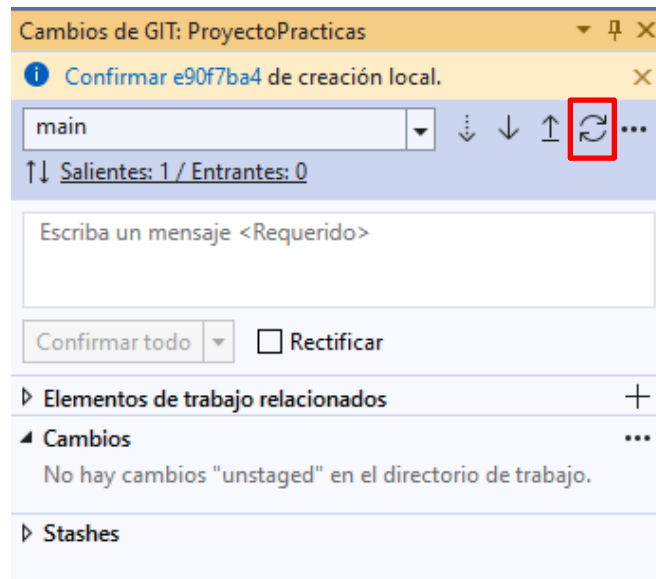 Cambios de GIT: ProyectoPracticas
Confirmar e90f7ba4 de creación local.
main
Salientes: 1 / Entrantes: 0
Escriba un mensaje <Requerido>
Confirmar todo
Rectificar
Elementos de trabajo relacionados
Cambios
No hay cambios "unstaged" en el directorio de trabajo.
Stashes